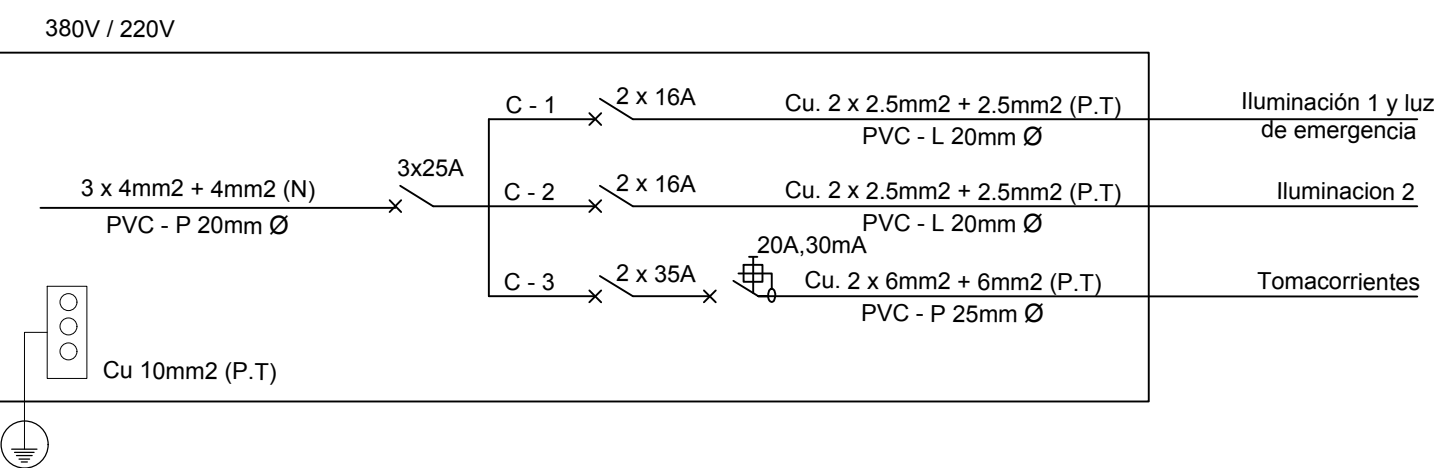 380V / 220V
C - 1
2 x 16A
Cu. 2 x 2.5mm2 + 2.5mm2 (P.T)
PVC - L 20mm Ø
Iluminación 1 y luz
de emergencia
3 x 4mm2 + 4mm2 (N)
PVC - P 20mm Ø
3x25A
C - 2
2 x 16A
Cu. 2 x 2.5mm2 + 2.5mm2 (P.T)
PVC - L 20mm Ø
Iluminacion 2
C - 3
2 x 35A
20A,30mA
Cu. 2 x 6mm2 + 6mm2 (P.T)
PVC - P 25mm Ø
Tomacorrientes
Cu 10mm2 (P.T)